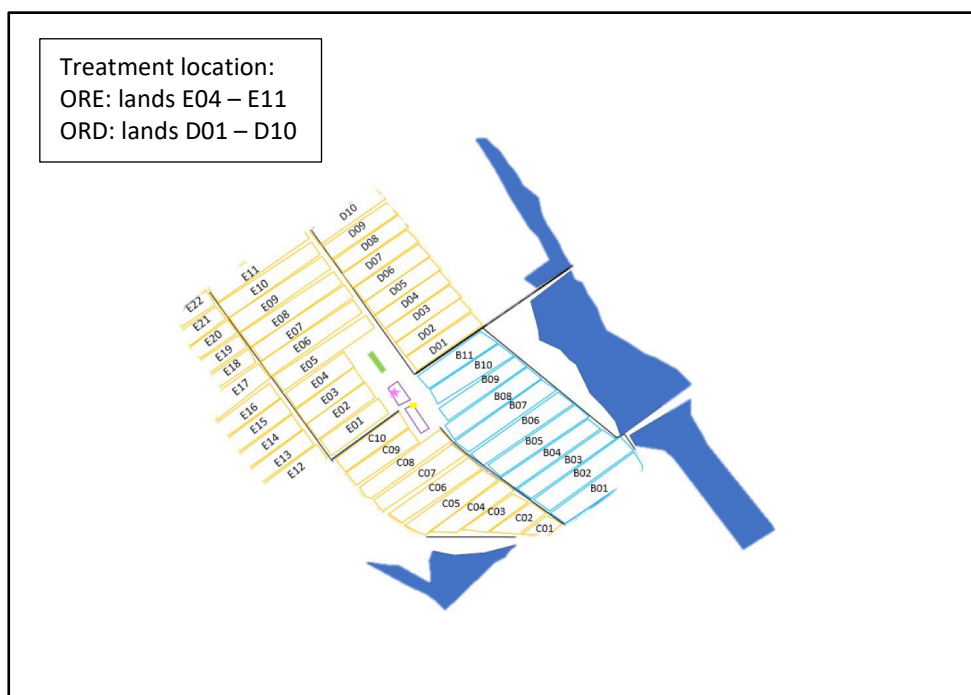 Treatment location:
ORE: lands E04 – E11
ORD: lands D01 – D10
D10
D09
D08
D07
D06
D05
D04
D03
D02
D01
E11
E10
E09
E08
E07
E06
E05
E04
E03
E02
E01
E22
E21
E20
E19
E18
E17
E16
E15
E14
E13
E12
B11
B10
B09
B08
B07
B06
B05
B04
B03
B02
B01
C10
C09
C08
C07
C06
C05
C04
C03
C02
C01